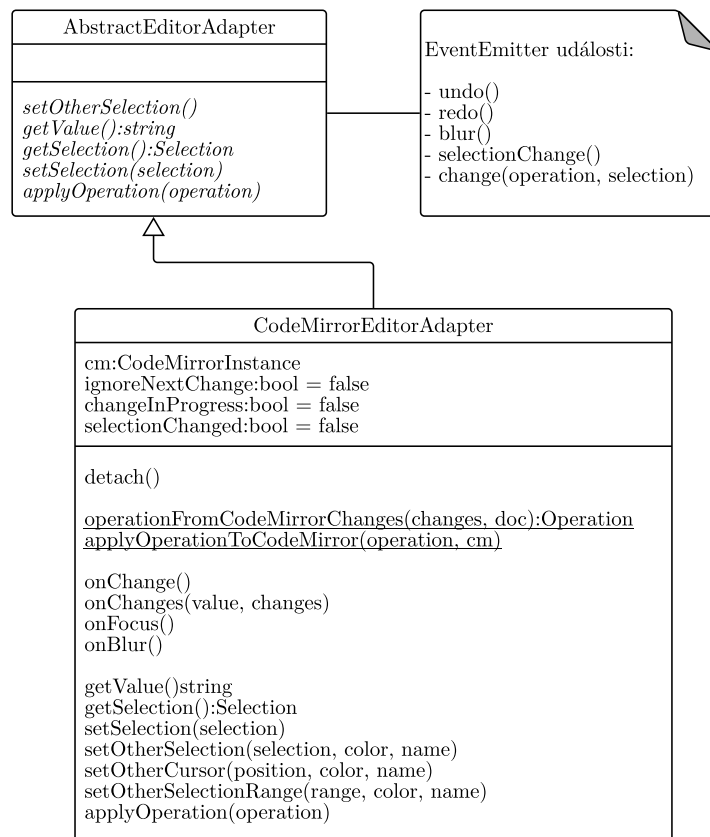 AbstractEditorAdapter
setOtherSelection()
getValue():string
getSelection():Selection
setSelection(selection)
applyOperation(operation)
EventEmitter události:
- undo()
- redo()
- blur()
- selectionChange()
- change(operation, selection)
CodeMirrorEditorAdapter
cm:CodeMirrorInstance
ignoreNextChange:bool = false
changeInProgress:bool = false
selectionChanged:bool = false
detach()
operationFromCodeMirrorChanges(changes, doc):Operation
applyOperationToCodeMirror(operation, cm)
onChange()
onChanges(value, changes)
onFocus()
onBlur()
getValue()string
getSelection():Selection
setSelection(selection)
setOtherSelection(selection, color, name)
setOtherCursor(position, color, name)
setOtherSelectionRange(range, color, name)
applyOperation(operation)